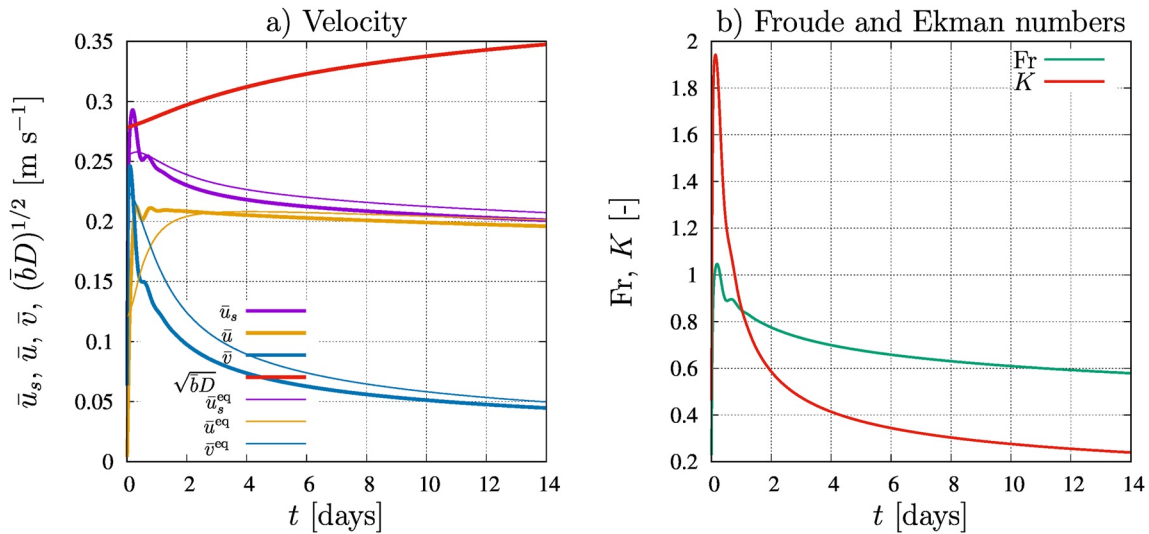 a) Velocity
0.35
0.3
0.25
0.2
0.15
0.1
0.05
0
0 2 4 6 8 10 12 14
t [days]
ūₛ, ū, v̄, (b̄D)^1/2 [m s⁻¹]
ūₛ
ū
v̄
√b̄D
ūₛ^eq
ū^eq
v̄^eq
b) Froude and Ekman numbers
2
1.8
1.6
1.4
1.2
1
0.8
0.6
0.4
0.2
0 2 4 6 8 10 12 14
t [days]
Fr, K [-]
Fr
K